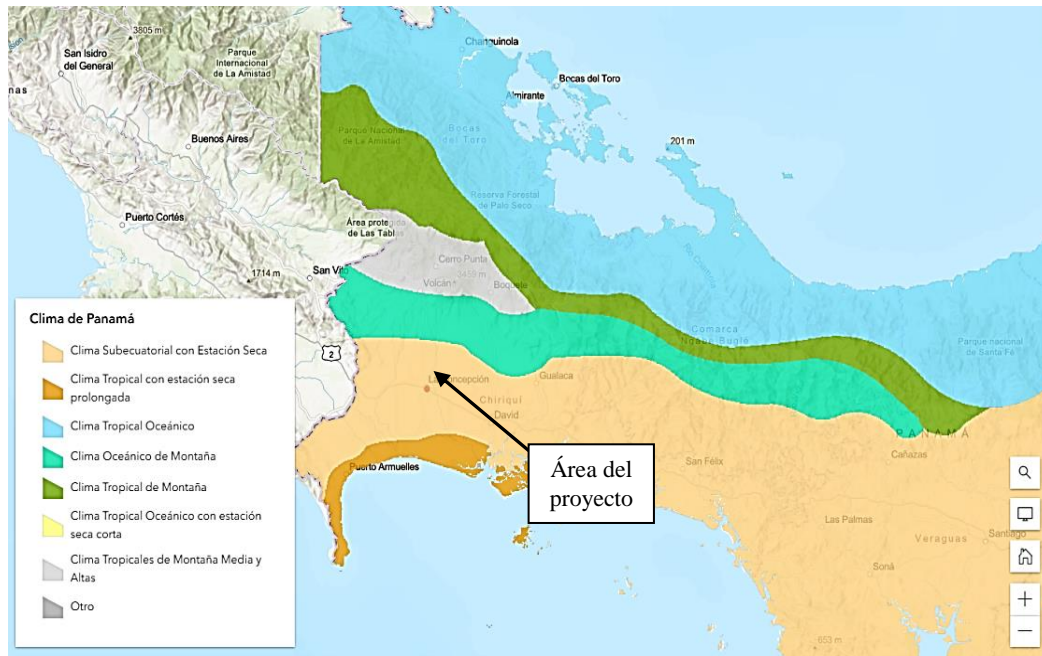 3805 m
San Isidro
del General
Parque
Internacional
de La Amistad
Changuinola
Bocas del Toro
Almirante
nas
Buenos Aires
Parque Nacional
de La Amistad
Bocas
del Toro
201 m
Reserva Forestal
de Palo Seco
Puerto Cortés
Área prote
de Las Tablas
Cerro Punta
3459 m
Volcán
Boquete
1714 m
San Vito
Comarca
Ngäbe Buglé
Parque nacional
de Santa Fé
2
La Concepción
Gualaca
Chiriquí
David
PANAMÁ
Cañazas
Puerto Armuelles
San Félix
Las Palmas
Veraguas
Santiago
Soná
653 m
Área del
proyecto
Clima de Panamá
Clima Subecuatorial con Estación Seca
Clima Tropical con estación seca
prolongada
Clima Tropical Oceánico
Clima Oceánico de Montaña
Clima Tropical de Montaña
Clima Tropical Oceánico con estación
seca corta
Clima Tropicales de Montaña Media y
Altas
Otro